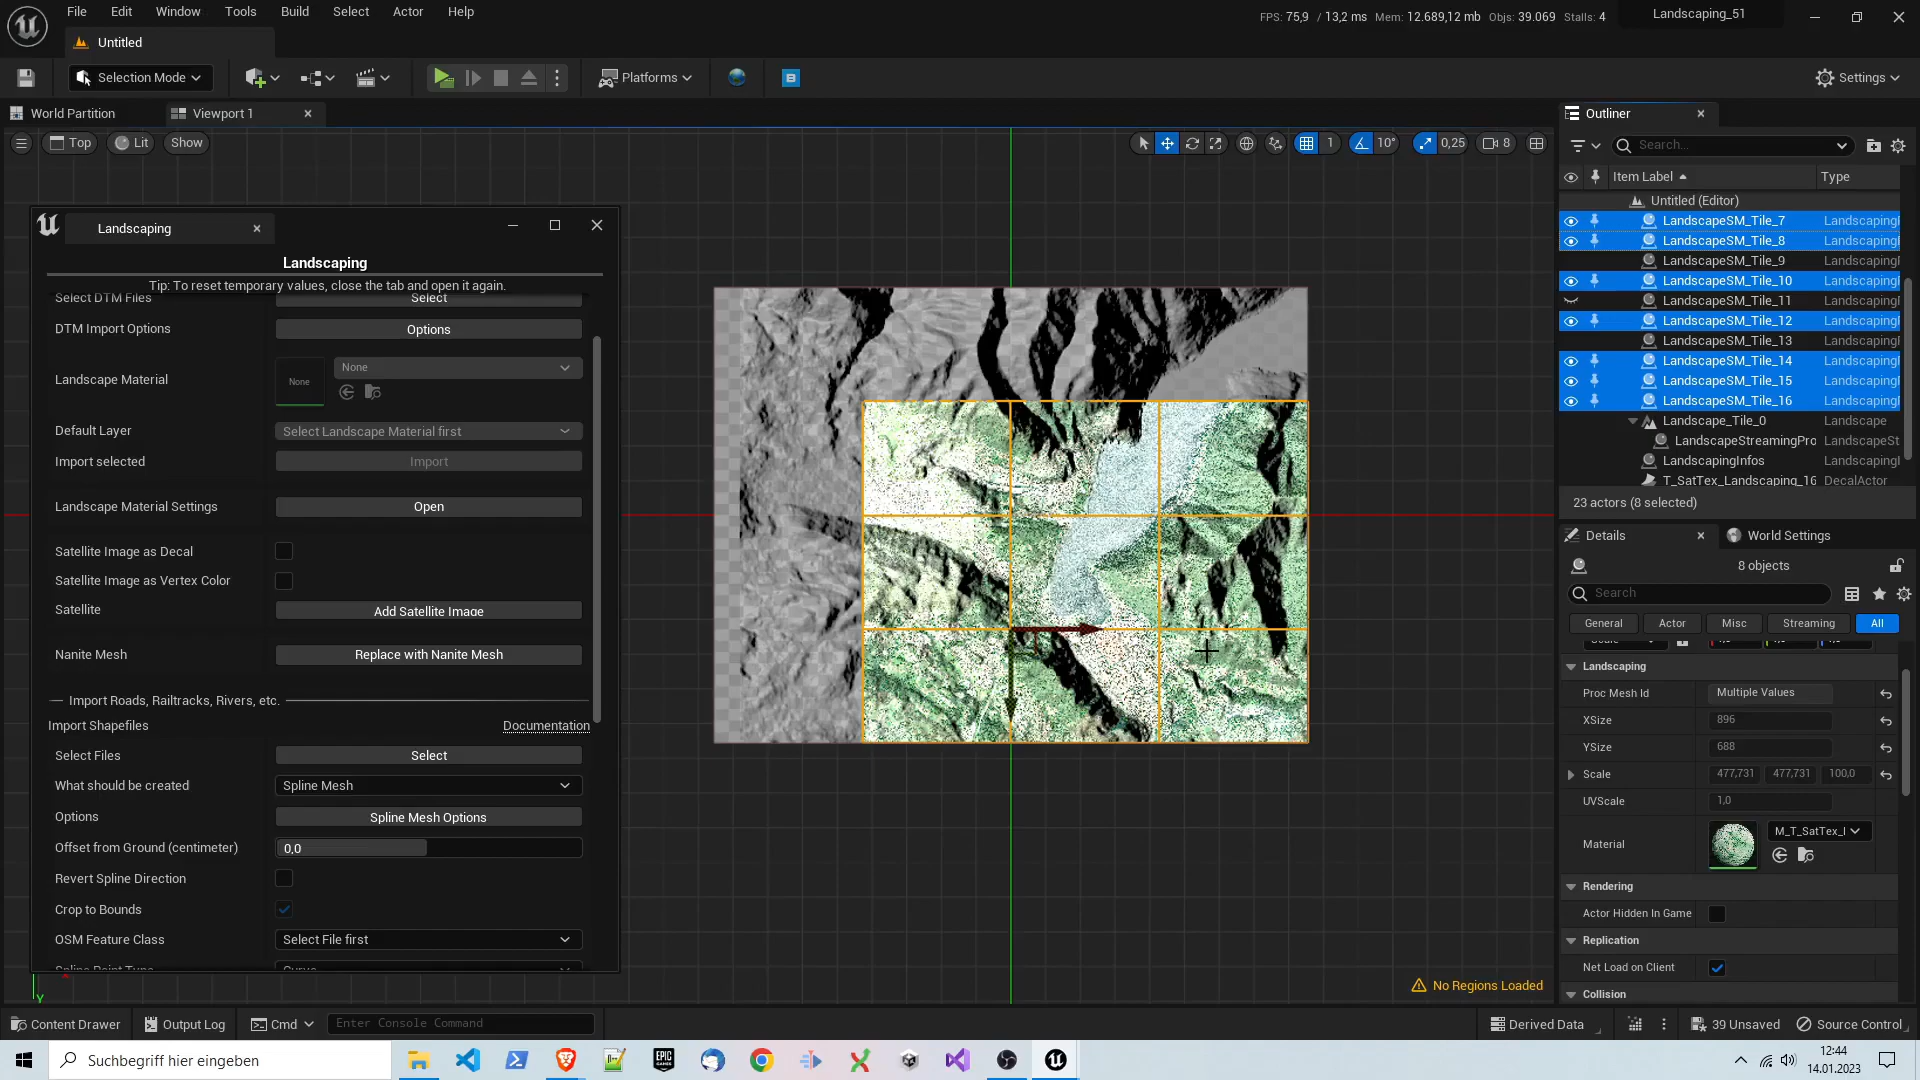 File Edit Window Tools Build Select Actor Help
FPS: 75,9 / 13,2 ms Mem: 12.689,12 mb Objs: 39.069 Stalls: 4
Landscaping_51
Untitled
Selection Mode
Platforms
Settings
World Partition
Viewport 1
Top
Lit
Show
1
10°
0,25
8
Landscaping
Landscaping
Tip: To reset temporary values, close the tab and open it again.
Select DTM Files
Select
DTM Import Options
Options
Landscape Material
None
None
Default Layer
Select Landscape Material first
Import selected
Import
Landscape Material Settings
Open
Satellite Image as Decal
Satellite Image as Vertex Color
Satellite
Add Satellite Image
Nanite Mesh
Replace with Nanite Mesh
Import Roads, Railtracks, Rivers, etc.
Import Shapefiles
Documentation
Select Files
Select
What should be created
Spline Mesh
Options
Spline Mesh Options
Offset from Ground (centimeter)
0,0
Revert Spline Direction
Crop to Bounds
OSM Feature Class
Select File first
Spline Point Type
Curve
Y
No Regions Loaded
Outliner
Search...
Item Label
Type
Untitled (Editor)
LandscapeSM_Tile_7 Landscaping
LandscapeSM_Tile_8 Landscaping
LandscapeSM_Tile_9 Landscaping
LandscapeSM_Tile_10 Landscaping
LandscapeSM_Tile_11 Landscaping
LandscapeSM_Tile_12 Landscaping
LandscapeSM_Tile_13 Landscaping
LandscapeSM_Tile_14 Landscaping
LandscapeSM_Tile_15 Landscaping
LandscapeSM_Tile_16 Landscaping
Landscape_Tile_0 Landscape
LandscapeStreamingPro LandscapeSt
LandscapingInfos Landscaping
T_SatTex_Landscaping_16 DecalActor
23 actors (8 selected)
Details
World Settings
8 objects
Search
General
Actor
Misc
Streaming
All
Scale
Landscaping
Proc Mesh Id
Multiple Values
XSize
896
YSize
688
Scale
477,731
477,731
100,0
UVScale
1,0
Material
M_T_SatTex_l
Rendering
Actor Hidden In Game
Replication
Net Load on Client
Collision
Content Drawer
Output Log
Cmd
Enter Console Command
Derived Data
39 Unsaved
Source Control
Suchbegriff hier eingeben
EPIC
GAMES
12:44
14.01.2023